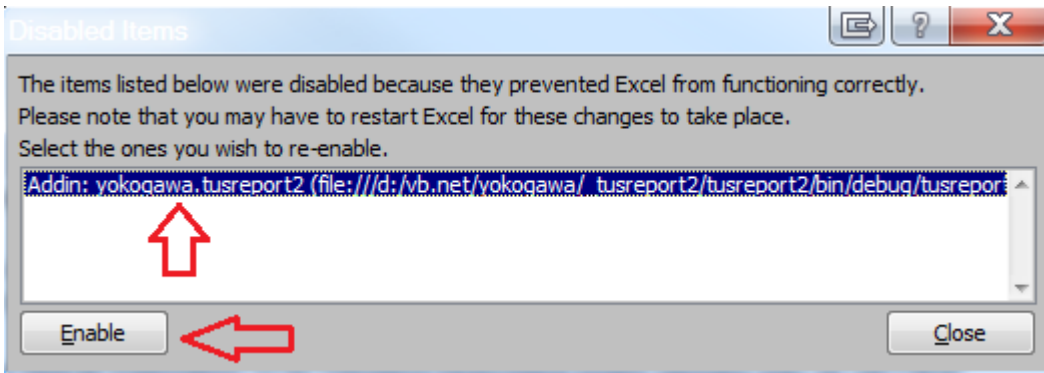 Disabled Items
The items listed below were disabled because they prevented Excel from functioning correctly.
Please note that you may have to restart Excel for these changes to take place.
Select the ones you wish to re-enable.
Addin: yokogawa.tusreport2 (file:///d:/vb.net/yokogawa/_tusreport2/tusreport2/bin/debug/tusrepor
Enable
Close